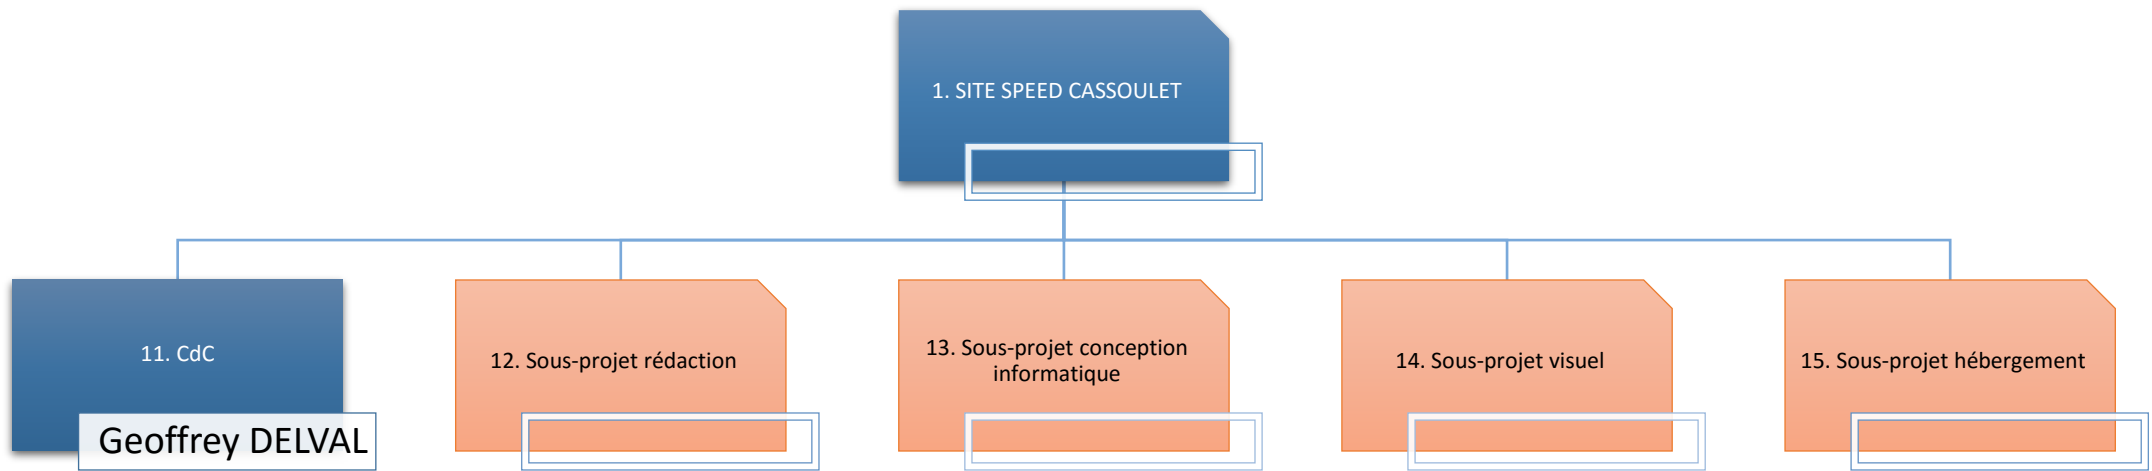 1. SITE SPEED CASSOULET
11. CdC
Geoffrey DELVAL
12. Sous-projet rédaction
13. Sous-projet conception
informatique
14. Sous-projet visuel
15. Sous-projet hébergement